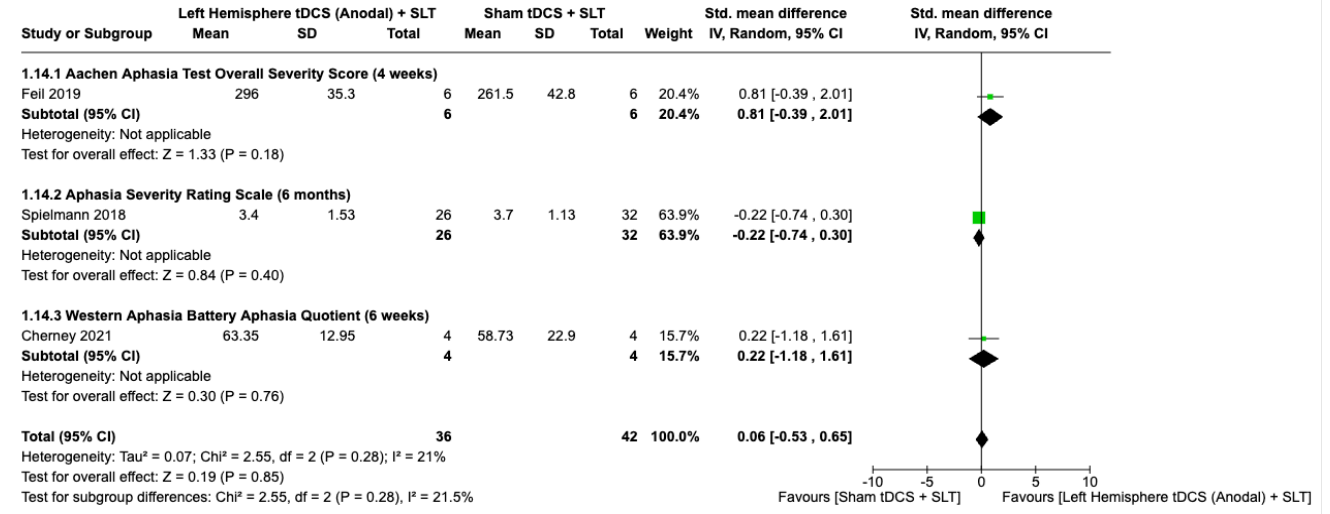 Left Hemisphere tDCS (Anodal) + SLT Sham tDCS + SLT Std. mean difference Std. mean difference
Study or Subgroup Mean SD Total Mean SD Total Weight IV, Random, 95% CI IV, Random, 95% CI
1.14.1 Aachen Aphasia Test Overall Severity Score (4 weeks)
Feil 2019 296 35.3 6 261.5 42.8 6 20.4% 0.81 [-0.39 , 2.01]
Subtotal (95% CI) 6 6 20.4% 0.81 [-0.39 , 2.01]
Heterogeneity: Not applicable
Test for overall effect: Z = 1.33 (P = 0.18)
1.14.2 Aphasia Severity Rating Scale (6 months)
Spielmann 2018 3.4 1.53 26 3.7 1.13 32 63.9% -0.22 [-0.74 , 0.30]
Subtotal (95% CI) 26 32 63.9% -0.22 [-0.74 , 0.30]
Heterogeneity: Not applicable
Test for overall effect: Z = 0.84 (P = 0.40)
1.14.3 Western Aphasia Battery Aphasia Quotient (6 weeks)
Cherney 2021 63.35 12.95 4 58.73 22.9 4 15.7% 0.22 [-1.18 , 1.61]
Subtotal (95% CI) 4 4 15.7% 0.22 [-1.18 , 1.61]
Heterogeneity: Not applicable
Test for overall effect: Z = 0.30 (P = 0.76)
Total (95% CI) 36 42 100.0% 0.06 [-0.53 , 0.65]
Heterogeneity: Tau² = 0.07; Chi² = 2.55, df = 2 (P = 0.28); I² = 21%
Test for overall effect: Z = 0.19 (P = 0.85)
-10 -5 0 5 10
Test for subgroup differences: Chi² = 2.55, df = 2 (P = 0.28), I² = 21.5% Favours [Sham tDCS + SLT] Favours [Left Hemisphere tDCS (Anodal) + SLT]